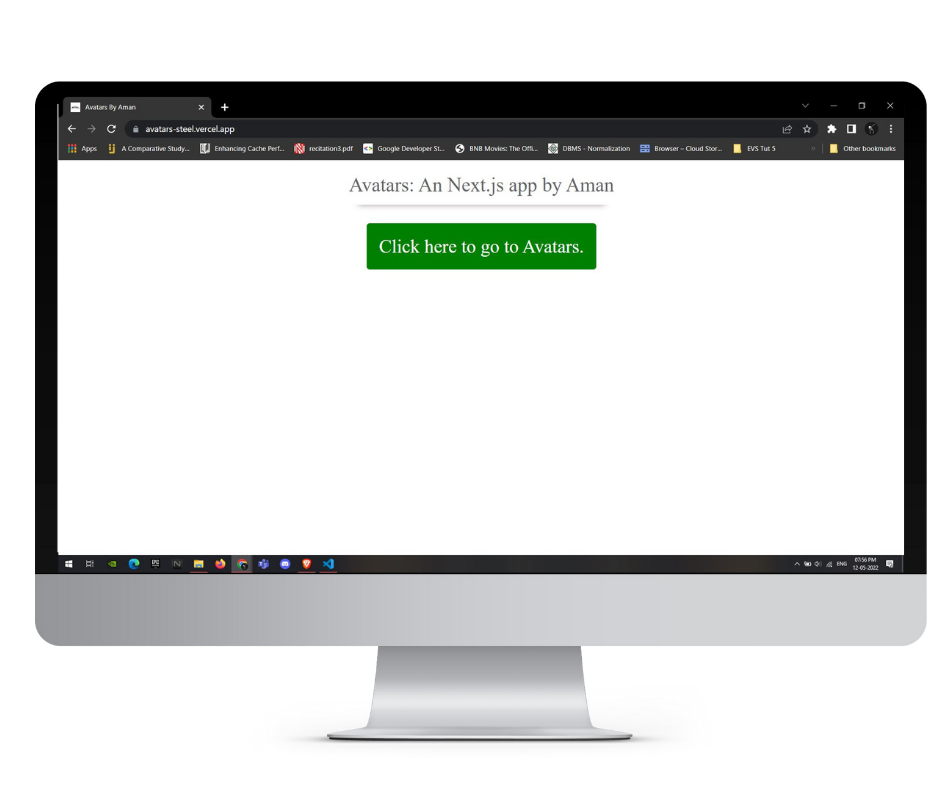 Avatars By Aman
avatars-steel.vercel.app
Apps A Comparative Study... Enhancing Cache Perf... recitation3.pdf Google Developer St... BNB Movies: The Offi... DBMS - Normalization Browser – Cloud Stor... EVS Tut 5 Other bookmarks
Avatars: An Next.js app by Aman
Click here to go to Avatars.
ENG 07:56 PM
12-05-2022